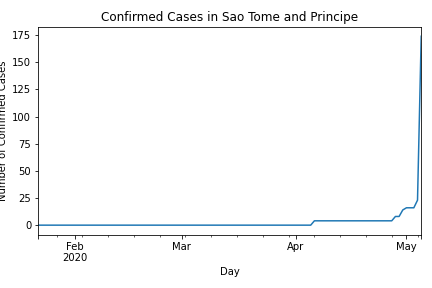 Confirmed Cases in Sao Tome and Principe
175
150
125
100
75
50
25
0
Number of Confirmed Cases
Feb
2020
Mar
Apr
May
Day